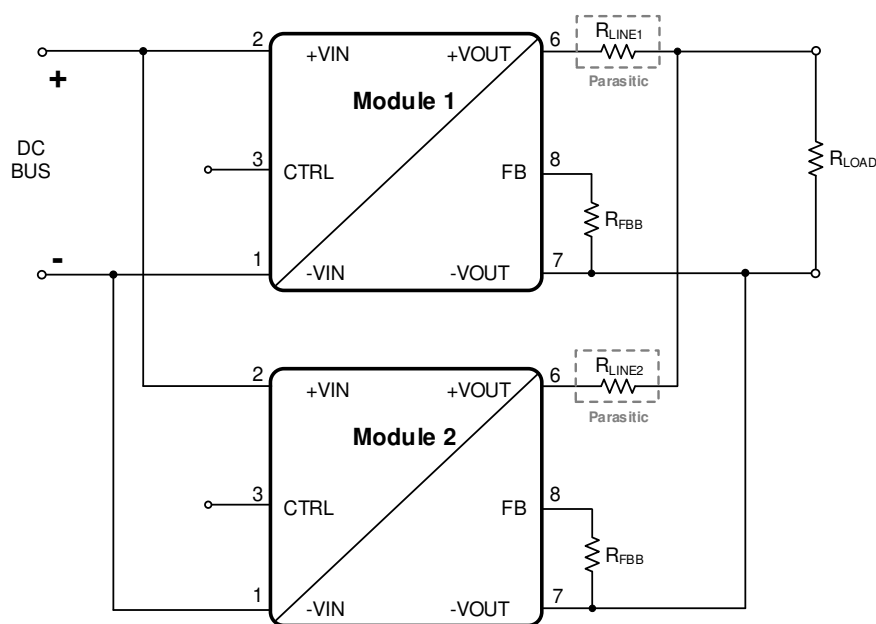 +
DC
BUS
-
2
+VIN
+VOUT
6
RLINE1
Parasitic
Module 1
3
CTRL
FB
8
RFBB
RLOAD
1
-VIN
-VOUT
7
2
+VIN
+VOUT
6
RLINE2
Parasitic
Module 2
3
CTRL
FB
8
RFBB
1
-VIN
-VOUT
7